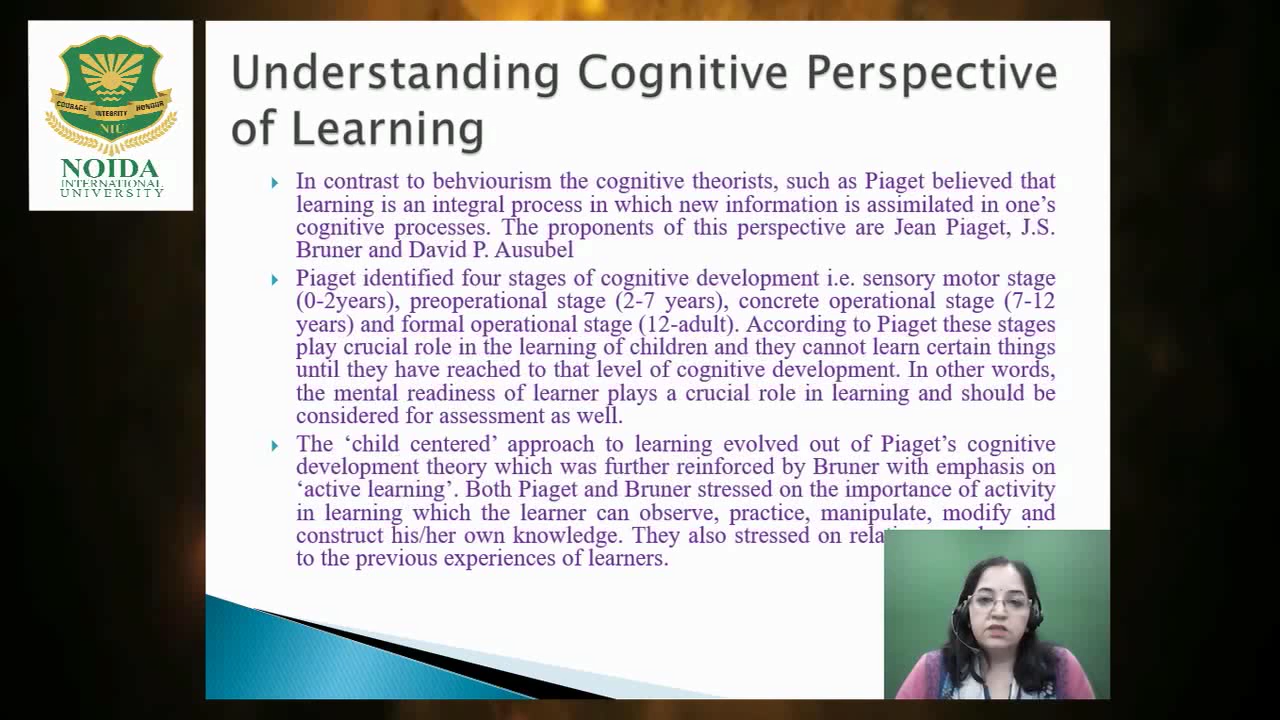 COURAGE INTEGRITY HONOUR
NIU
NOIDA
INTERNATIONAL
UNIVERSITY
Understanding Cognitive Perspective
of Learning
In contrast to behviourism the cognitive theorists, such as Piaget believed that
learning is an integral process in which new information is assimilated in one’s
cognitive processes. The proponents of this perspective are Jean Piaget, J.S.
Bruner and David P. Ausubel
Piaget identified four stages of cognitive development i.e. sensory motor stage
(0-2years), preoperational stage (2-7 years), concrete operational stage (7-12
years) and formal operational stage (12-adult). According to Piaget these stages
play crucial role in the learning of children and they cannot learn certain things
until they have reached to that level of cognitive development. In other words,
the mental readiness of learner plays a crucial role in learning and should be
considered for assessment as well.
The ‘child centered’ approach to learning evolved out of Piaget’s cognitive
development theory which was further reinforced by Bruner with emphasis on
‘active learning’. Both Piaget and Bruner stressed on the importance of activity
in learning which the learner can observe, practice, manipulate, modify and
construct his/her own knowledge. They also stressed on
to the previous experiences of learners.